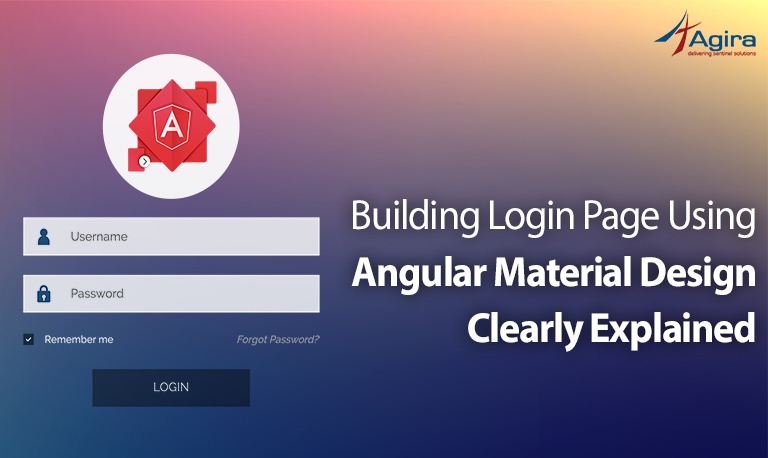 Agira
delivering sentinel solutions
A
Username
Password
Remember me
Forgot Password?
LOGIN
Building Login Page Using
Angular Material Design
Clearly Explained